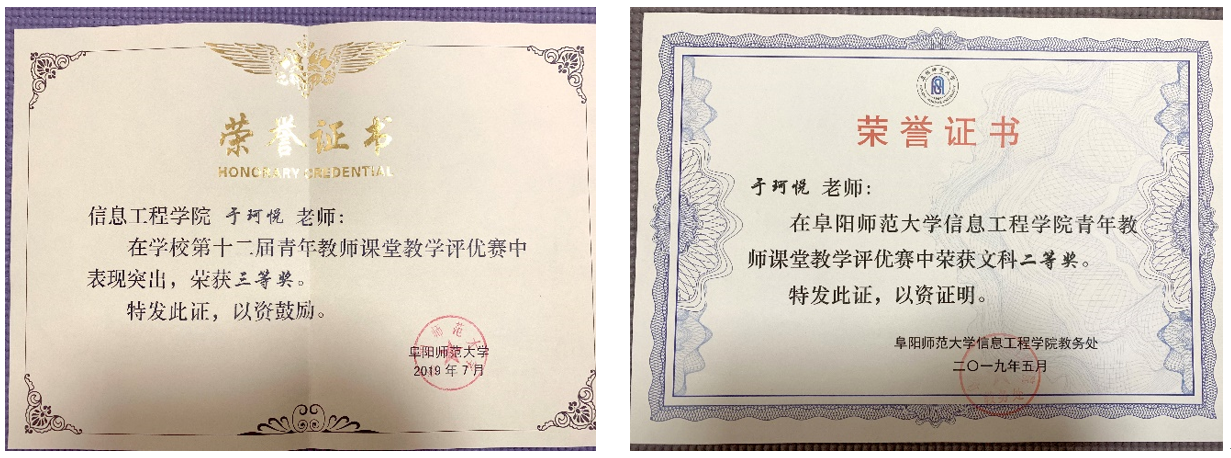 荣誉证书
HONORARY CREDENTIAL
信息工程学院 于珂悦 老师：
在学校第十二届青年教师课堂教学评优赛中
表现突出，荣获三等奖。
特发此证，以资鼓励。
阜阳师范大学
2019年7月
荣誉证书
于珂悦 老师：
在阜阳师范大学信息工程学院青年教
师课堂教学评优赛中荣获文科二等奖。
特发此证，以资证明。
阜阳师范大学信息工程学院教务处
二〇一九年五月